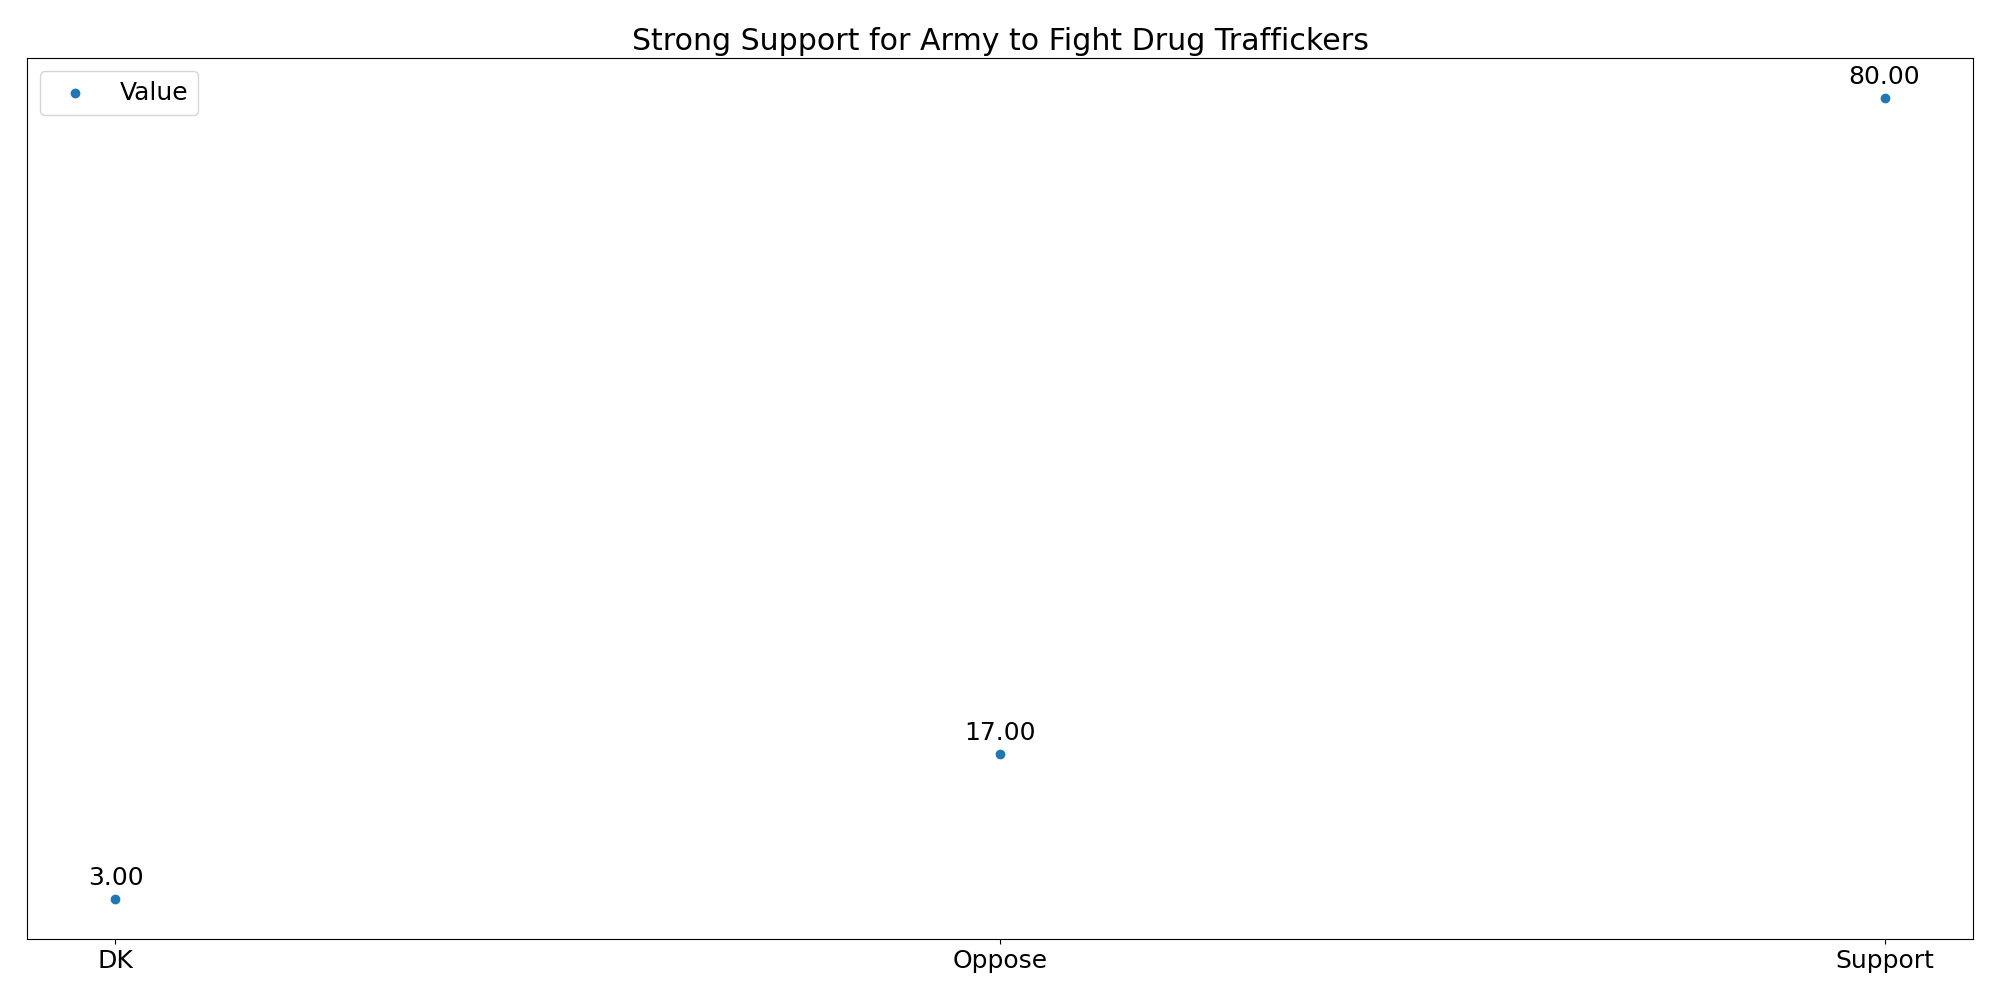 Strong Support for Army to Fight Drug Traffickers
Value
80.00
17.00
3.00
DK
Oppose
Support